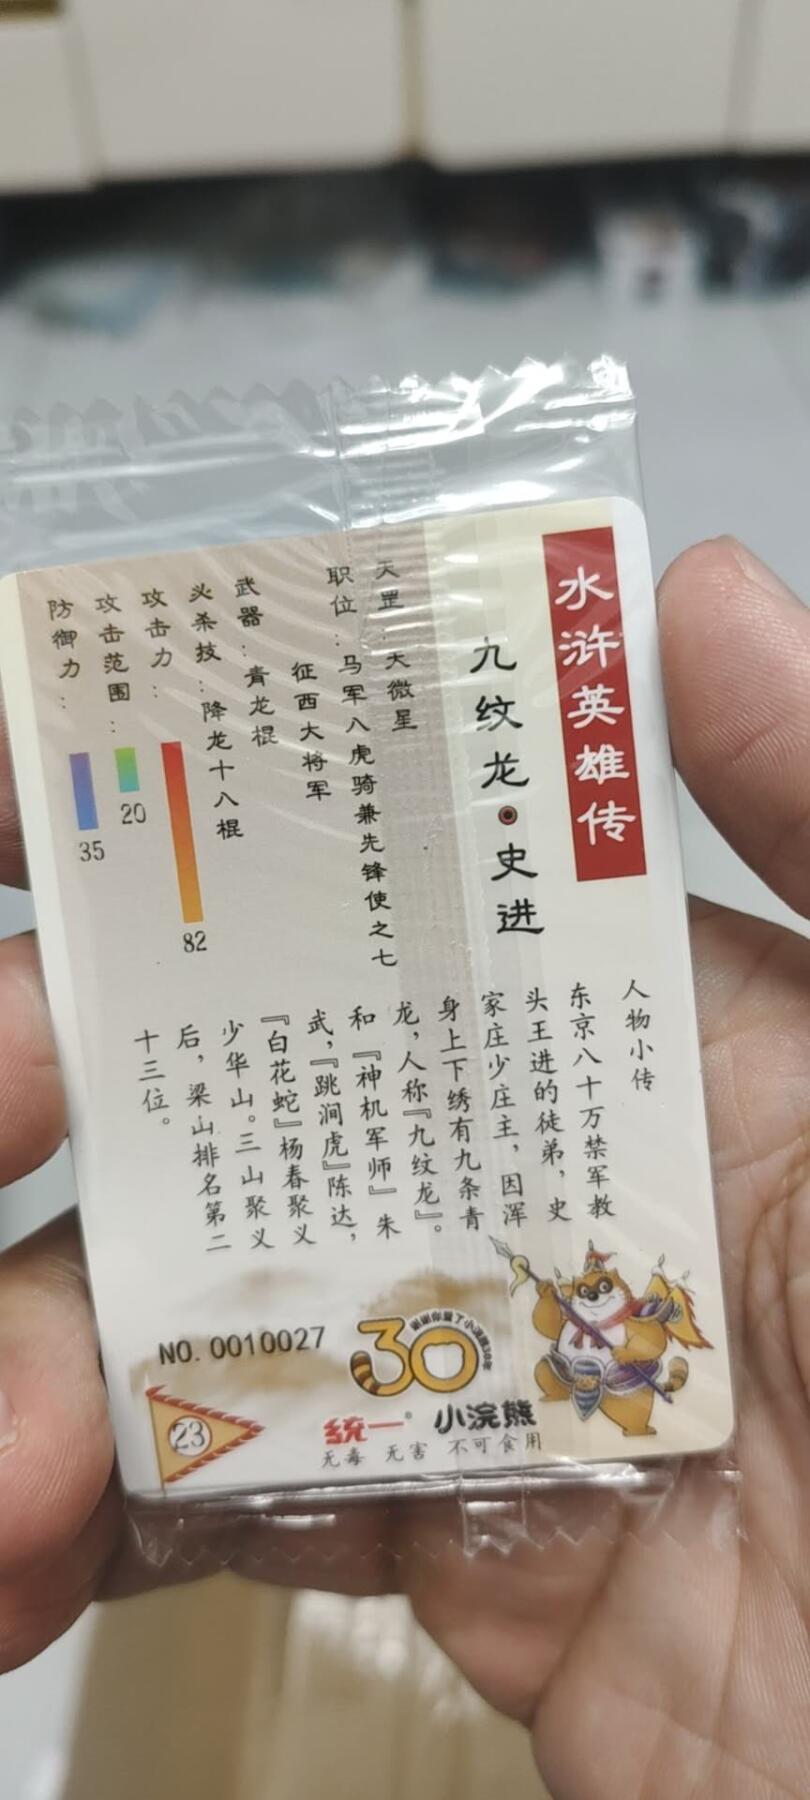 水浒英雄传
九纹龙·史进
天罡：天微星
职位：马军八虎骑兼先锋使之七
征西大将军
武器：青龙棍
必杀技：降龙十八棍
攻击力：
82
攻击范围：
20
防御力：
35
人物小传
东京八十万禁军教
头王进的徒弟，史
家庄少庄主，因浑
身上下绣有九条青
龙，人称『九纹龙』。
和『神机军师』朱
武，『跳涧虎』陈达，
『白花蛇』杨春聚义
少华山。三山聚义
后，梁山排名第二
十三位。
NO.0010027
30
23
统一® 小浣熊
无毒 无害 不可食用